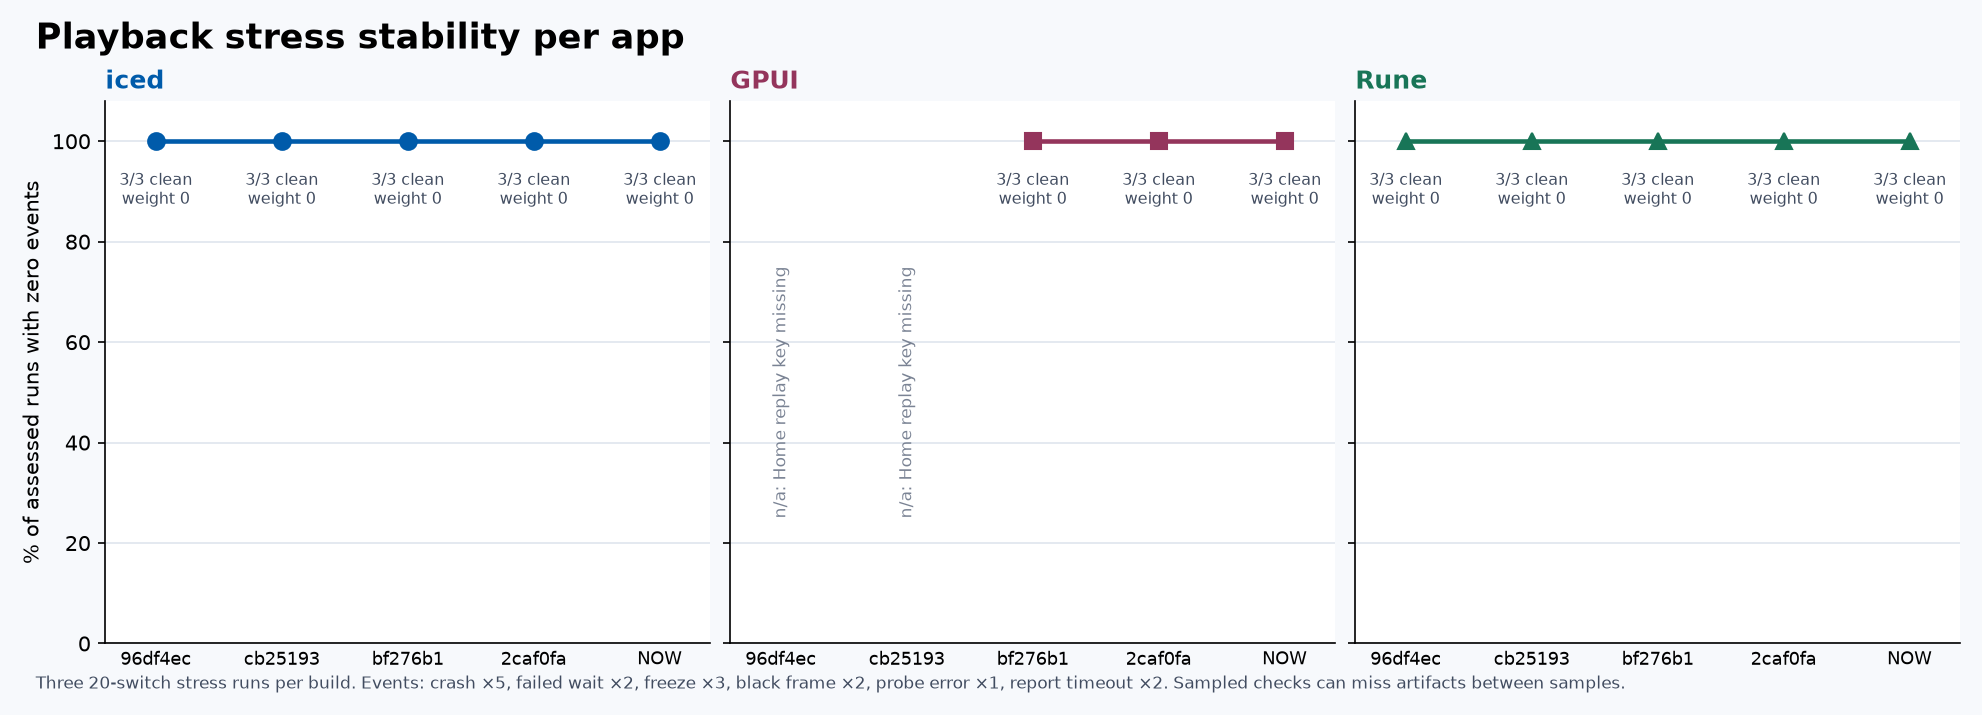 Playback stress stability per app
iced
GPUI
Rune
% of assessed runs with zero events
100
80
60
40
20
0
3/3 clean
weight 0
3/3 clean
weight 0
3/3 clean
weight 0
3/3 clean
weight 0
3/3 clean
weight 0
96df4ec
cb25193
bf276b1
2caf0fa
NOW
n/a: Home replay key missing
n/a: Home replay key missing
3/3 clean
weight 0
3/3 clean
weight 0
3/3 clean
weight 0
96df4ec
cb25193
bf276b1
2caf0fa
NOW
3/3 clean
weight 0
3/3 clean
weight 0
3/3 clean
weight 0
3/3 clean
weight 0
3/3 clean
weight 0
96df4ec
cb25193
bf276b1
2caf0fa
NOW
Three 20-switch stress runs per build. Events: crash ×5, failed wait ×2, freeze ×3, black frame ×2, probe error ×1, report timeout ×2. Sampled checks can miss artifacts between samples.